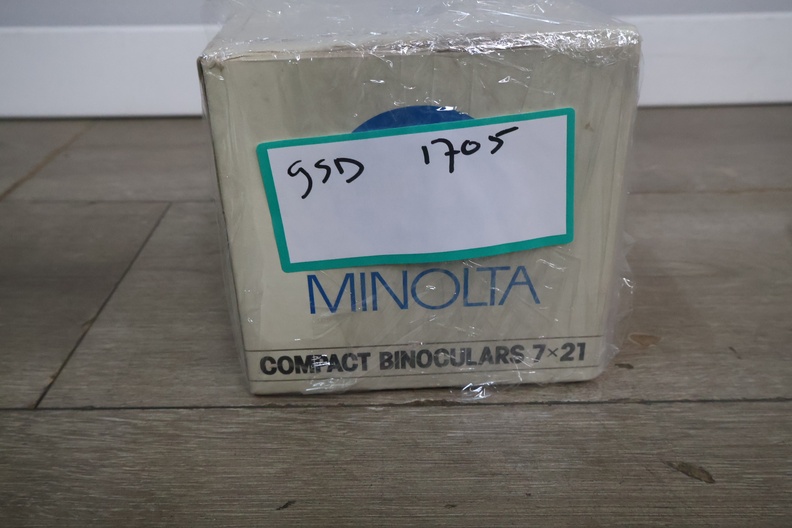 gSD 1705
MINOLTA
COMPACT BINOCULARS 7×21